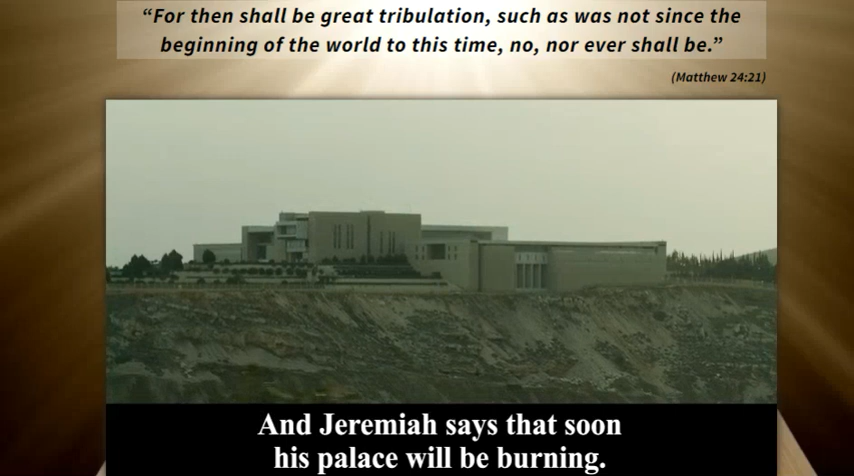 “For then shall be great tribulation, such as was not since the
beginning of the world to this time, no, nor ever shall be.”
(Matthew 24:21)
And Jeremiah says that soon
his palace will be burning.